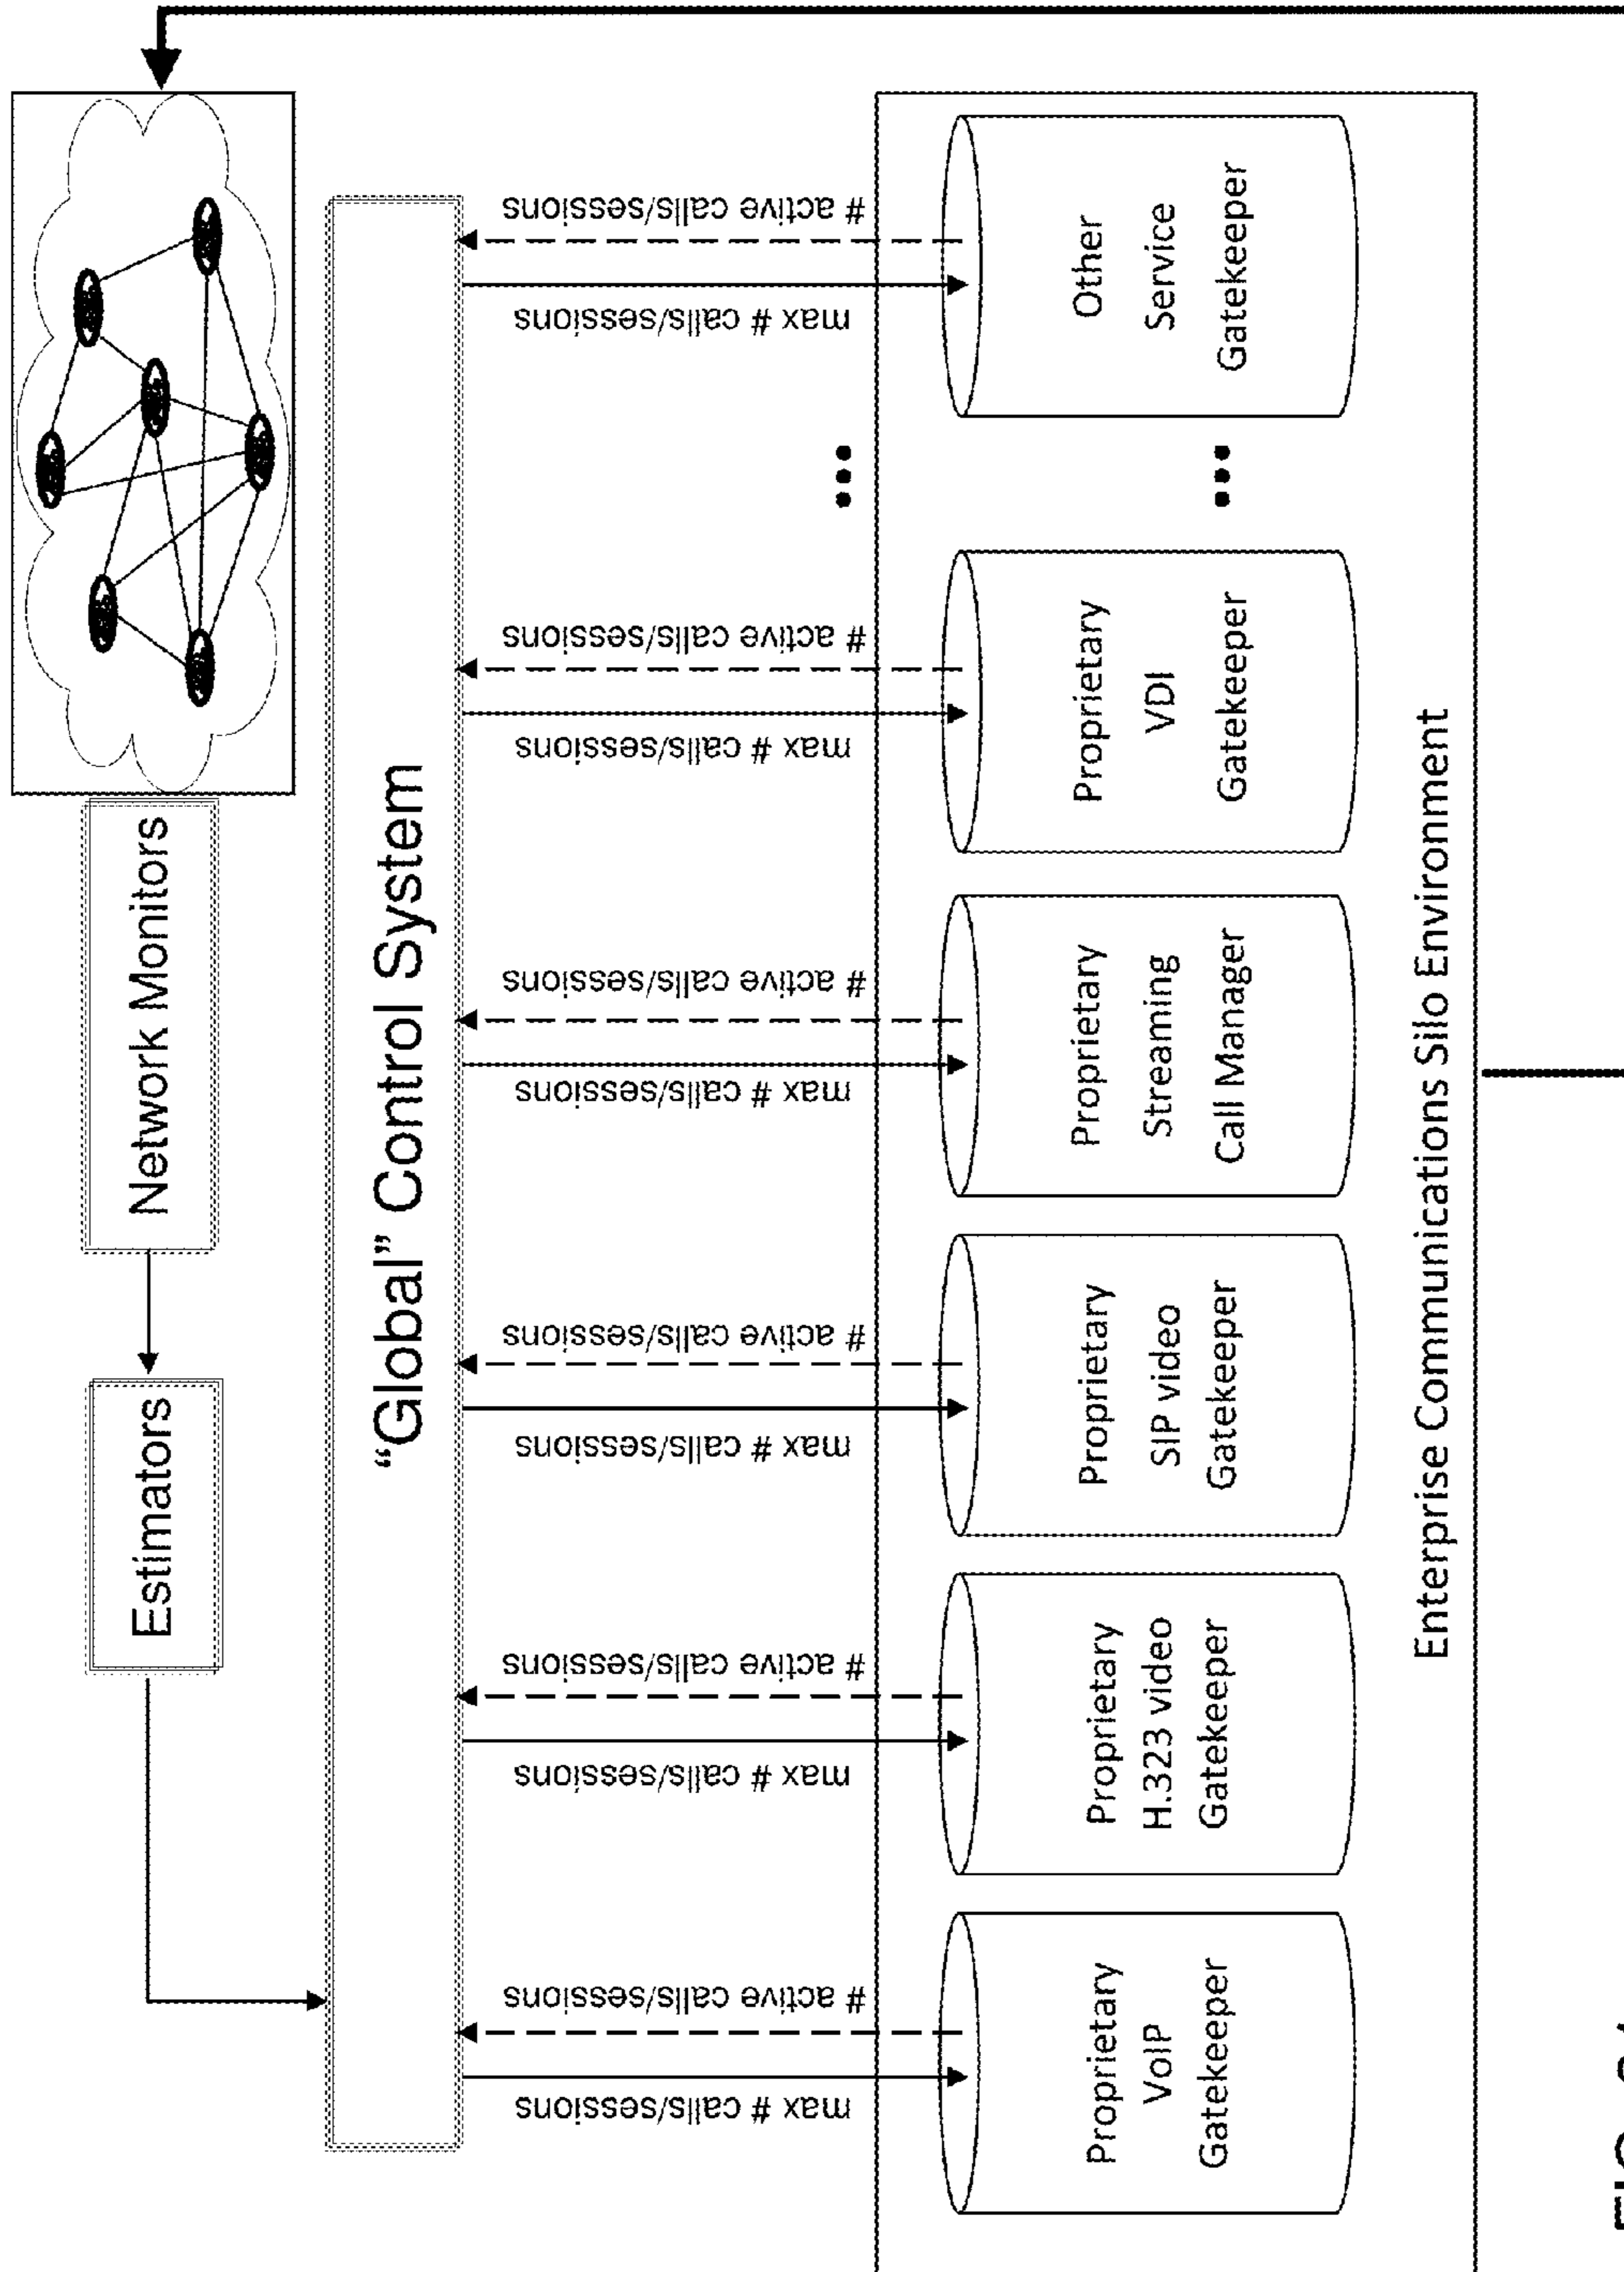 Estimators
Network Monitors
“Global” Control System
max # calls/sessions
# active calls/sessions
max # calls/sessions
# active calls/sessions
max # calls/sessions
# active calls/sessions
max # calls/sessions
# active calls/sessions
max # calls/sessions
# active calls/sessions
•••
max # calls/sessions
# active calls/sessions
Proprietary
VoIP
Gatekeeper
Proprietary
H.323 video
Gatekeeper
Proprietary
SIP video
Gatekeeper
Proprietary
Streaming
Call Manager
Proprietary
VDI
Gatekeeper
•••
Other
Service
Gatekeeper
Enterprise Communications Silo Environment